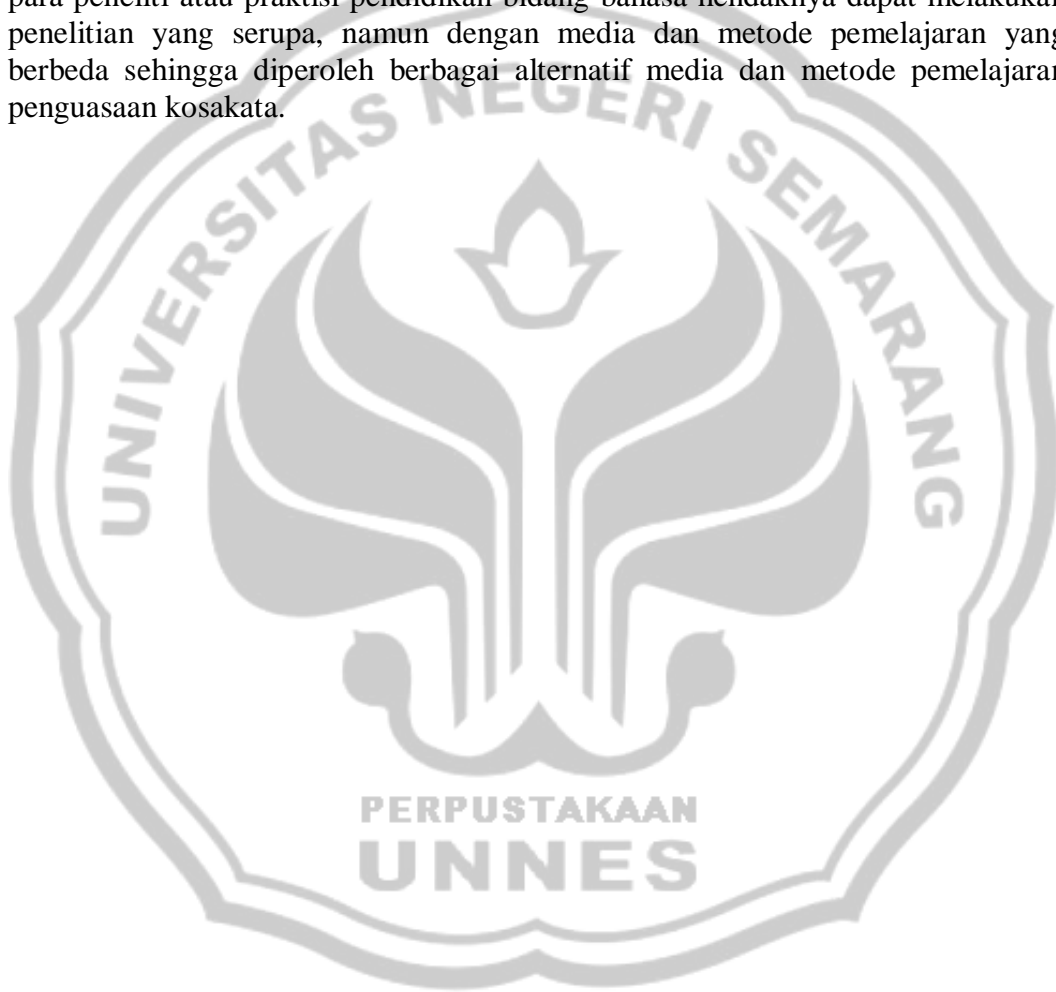 para peneliti atau praktisi pendidikan bidang bahasa hendaknya dapat melakukan
penelitian yang serupa, namun dengan media dan metode pemelajaran yang
berbeda sehingga diperoleh berbagai alternatif media dan metode pemelajaran
penguasaan kosakata.
UNIVERSITAS NEGERI SEMARANG
PERPUSTAKAAN
UNNES